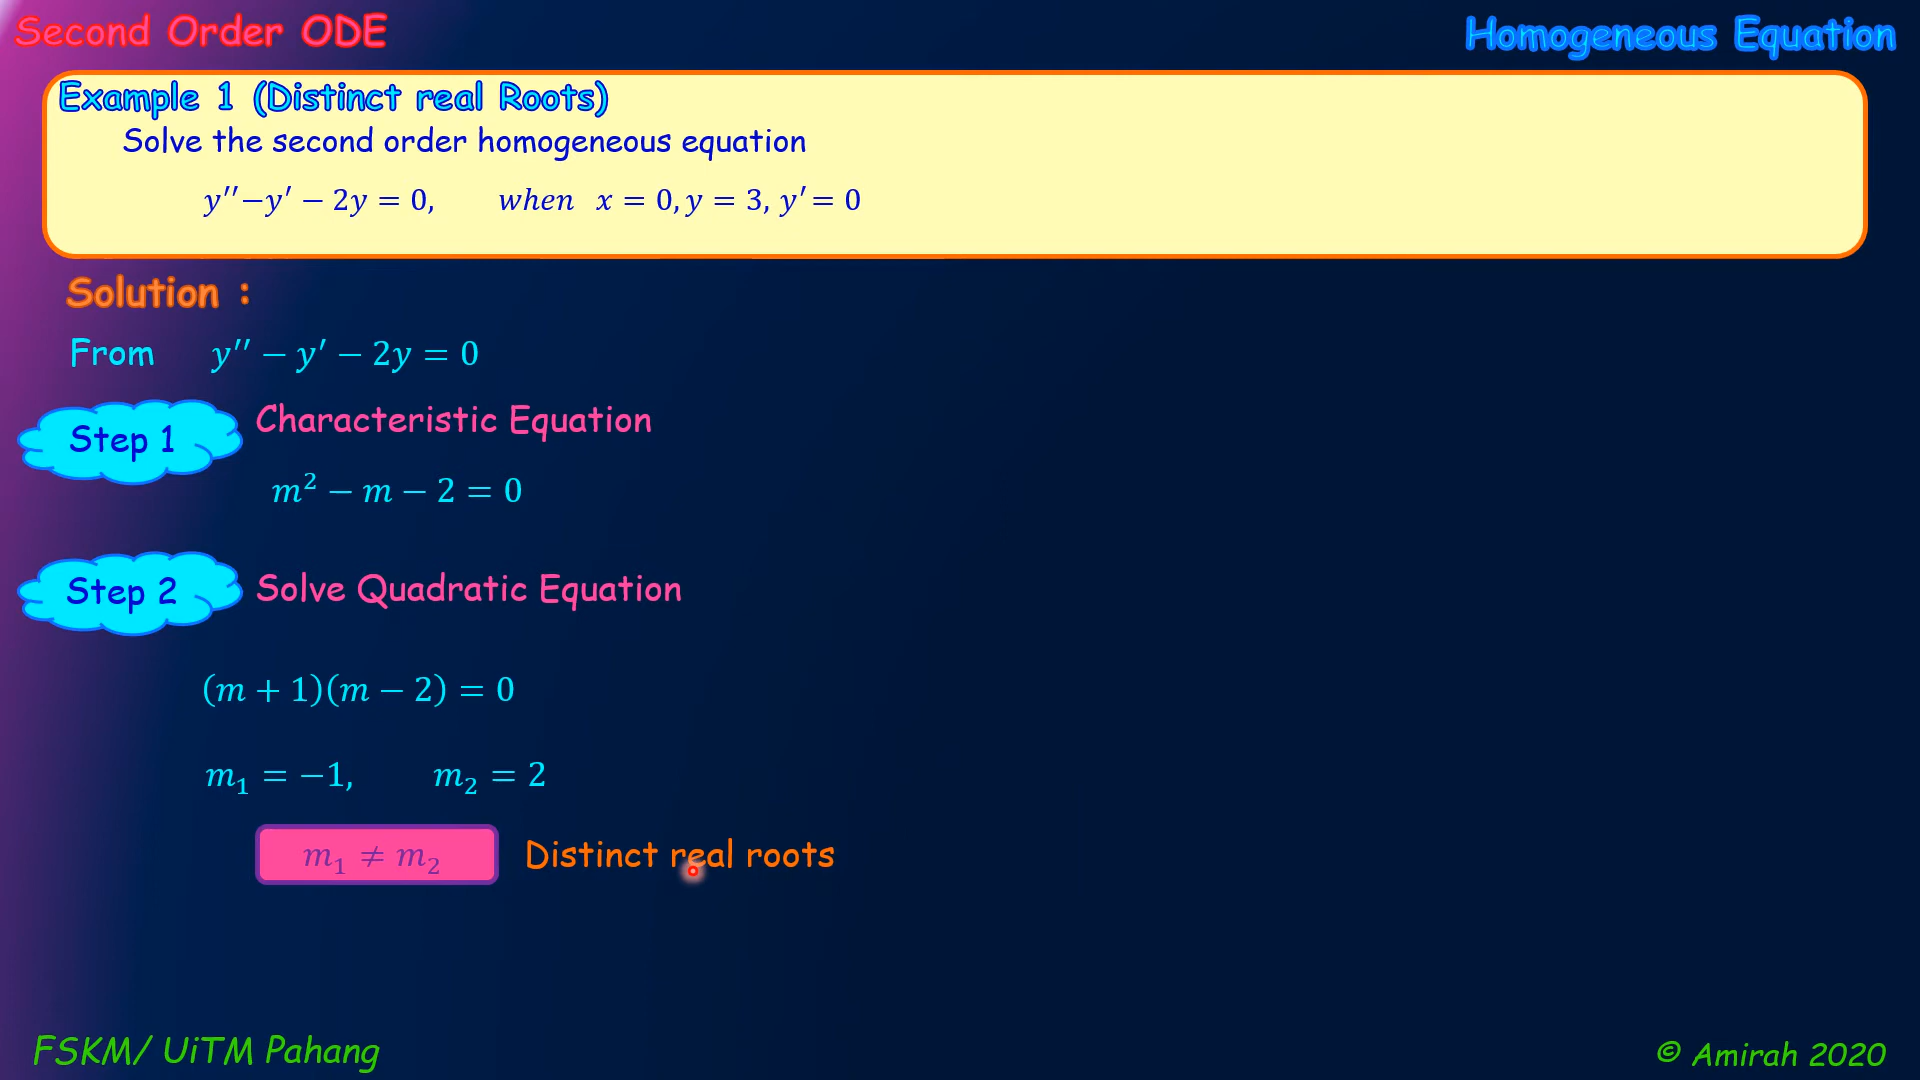 Second Order ODE
Homogeneous Equation
Example 1 (Distinct real Roots)
Solve the second order homogeneous equation
y′′−y′ − 2y = 0, when x = 0, y = 3, y′ = 0
Solution :
From y′′ − y′ − 2y = 0
Step 1
Characteristic Equation
m² − m − 2 = 0
Step 2
Solve Quadratic Equation
(m + 1)(m − 2) = 0
m₁ = −1, m₂ = 2
m₁ ≠ m₂
Distinct real roots
FSKM/ UiTM Pahang
© Amirah 2020